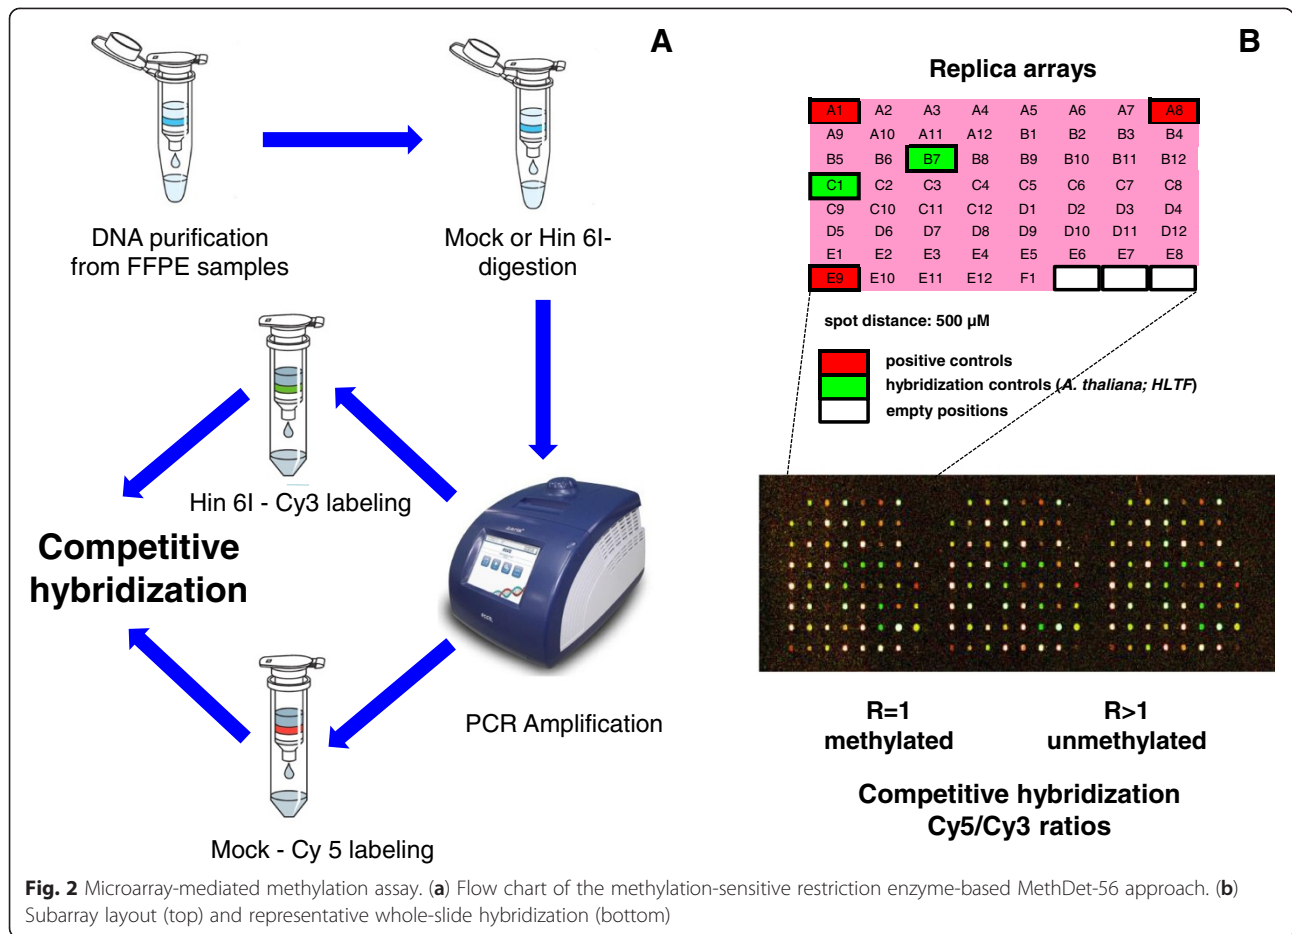 A
B
DNA purification
from FFPE samples
Mock or Hin 6I-
digestion
Hin 6I - Cy3 labeling
Competitive
hybridization
PCR Amplification
Mock - Cy 5 labeling
Replica arrays
A1 A2 A3 A4 A5 A6 A7 A8
A9 A10 A11 A12 B1 B2 B3 B4
B5 B6 B7 B8 B9 B10 B11 B12
C1 C2 C3 C4 C5 C6 C7 C8
C9 C10 C11 C12 D1 D2 D3 D4
D5 D6 D7 D8 D9 D10 D11 D12
E1 E2 E3 E4 E5 E6 E7 E8
E9 E10 E11 E12 F1
spot distance: 500 µM
positive controls
hybridization controls (A. thaliana; HLTF)
empty positions
R=1
methylated
R>1
unmethylated
Competitive hybridization
Cy5/Cy3 ratios
Fig. 2 Microarray-mediated methylation assay. (a) Flow chart of the methylation-sensitive restriction enzyme-based MethDet-56 approach. (b)
Subarray layout (top) and representative whole-slide hybridization (bottom)